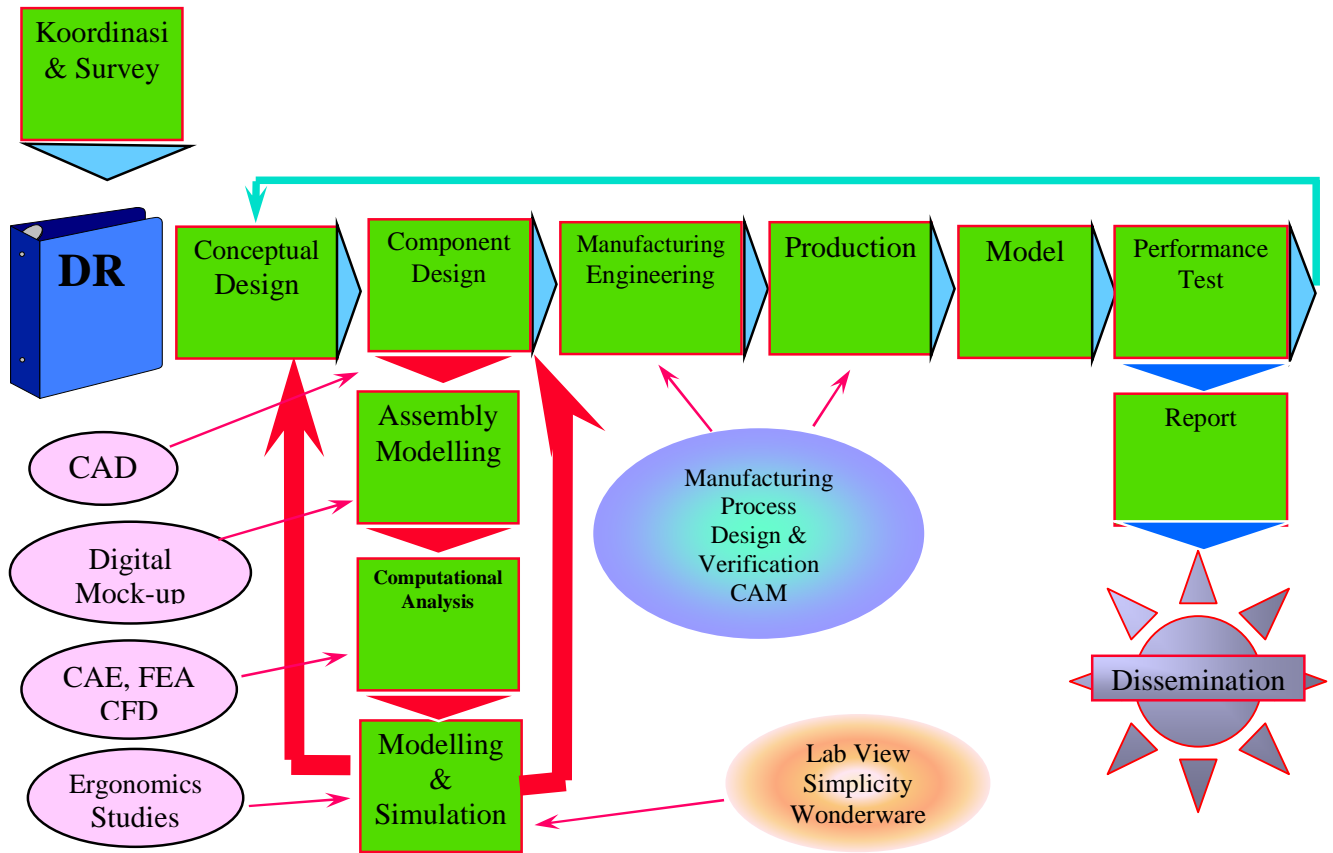 Koordinasi
& Survey
DR
Conceptual
Design
Component
Design
Manufacturing
Engineering
Production
Model
Performance
Test
CAD
Assembly
Modelling
Report
Manufacturing
Process
Design &
Verification
CAM
Digital
Mock-up
Computational
Analysis
CAE, FEA
CFD
Dissemination
Modelling
&
Simulation
Ergonomics
Studies
Lab View
Simplicity
Wonderware